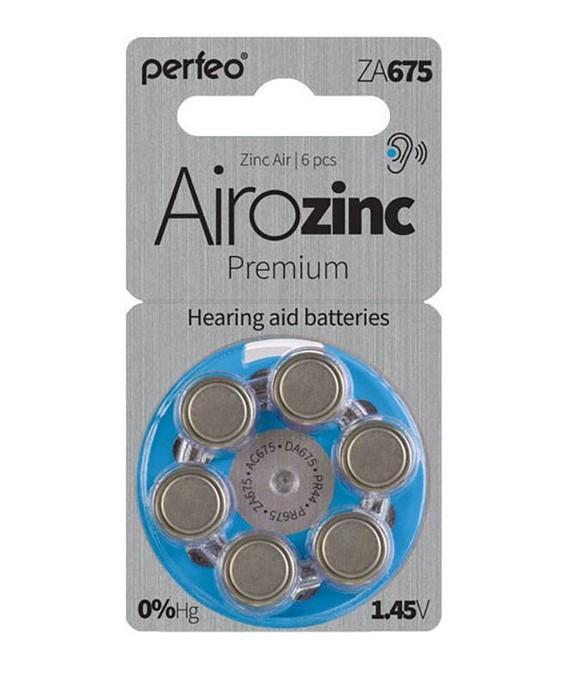 perfeo®
ZA675
Zinc Air | 6 pcs
Airozinc
Premium
Hearing aid batteries
ZA675 • AC675 • DA675 • PR44 • PR675 •
0%Hg
1.45V